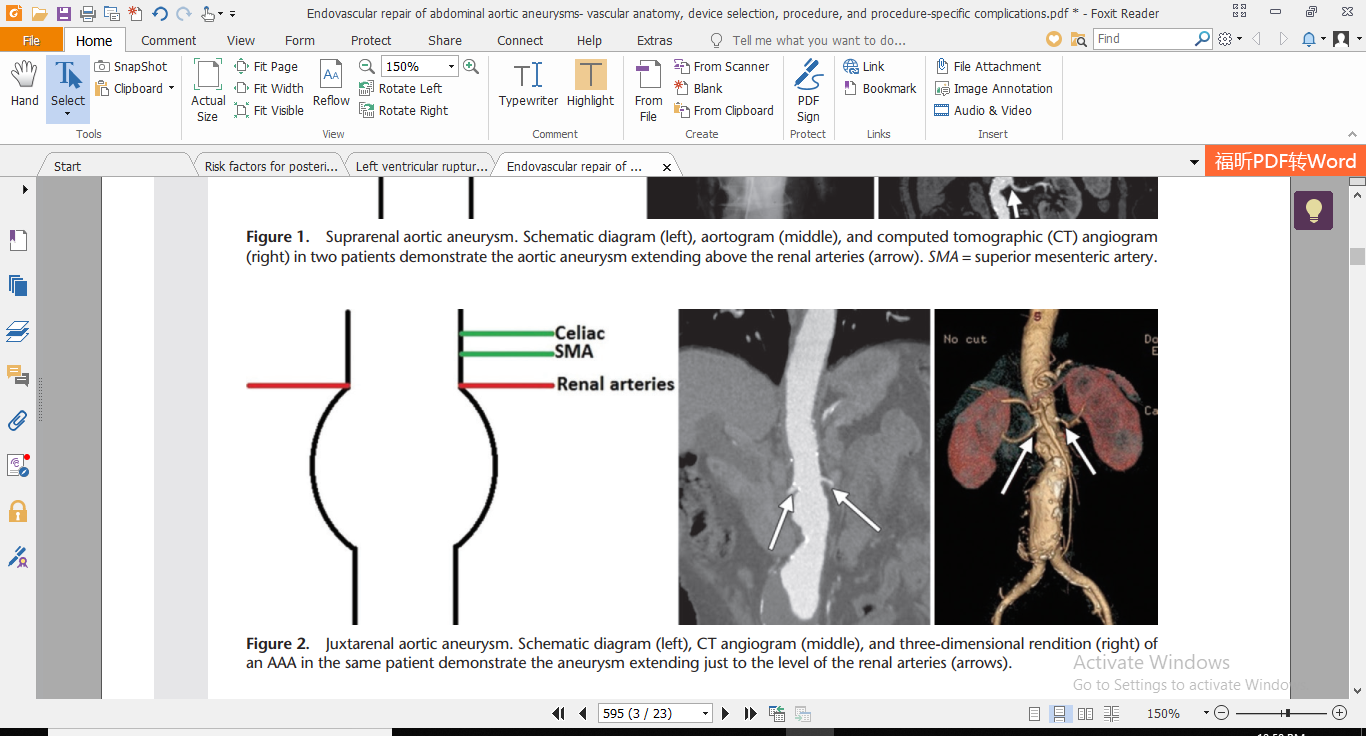 Endovascular repair of abdominal aortic aneurysms- vascular anatomy, device selection, procedure, and procedure-specific complications.pdf * - Foxit Reader
File Home Comment View Form Protect Share Connect Help Extras Tell me what you want to do... Find
Hand
Select
SnapShot
Clipboard
Tools
Actual
Size
Fit Page
Fit Width
Fit Visible
Reflow
150%
Rotate Left
Rotate Right
View
Typewriter
Highlight
Comment
From
File
From Scanner
Blank
From Clipboard
Create
PDF
Sign
Protect
Link
Bookmark
Links
File Attachment
Image Annotation
Audio & Video
Insert
Start
Risk factors for posteri...
Left ventricular ruptur...
Endovascular repair of ...
福昕PDF转Word
Figure 1. Suprarenal aortic aneurysm. Schematic diagram (left), aortogram (middle), and computed tomographic (CT) angiogram
(right) in two patients demonstrate the aortic aneurysm extending above the renal arteries (arrow). SMA = superior mesenteric artery.
Celiac
SMA
Renal arteries
S
No cut
Do
E
Ca
Figure 2. Juxtarenal aortic aneurysm. Schematic diagram (left), CT angiogram (middle), and three-dimensional rendition (right) of
an AAA in the same patient demonstrate the aneurysm extending just to the level of the renal arteries (arrows).
Activate Windows
Go to Settings to activate Windo
595 (3 / 23)
150%